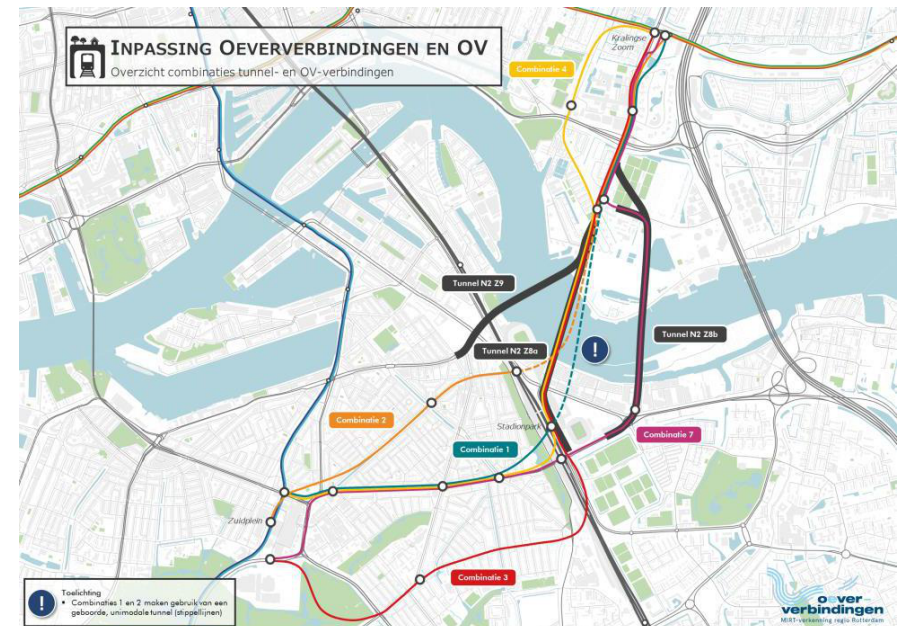 INPASSING OEVERVERBINDINGEN EN OV
Overzicht combinaties tunnel- en OV-verbindingen
Kralingse
Zoom
Combinatie 4
Tunnel N2 Z9
Tunnel N2 Z8b
Tunnel N2 Z8a
!
Combinatie 2
Stadionpark
Combinatie 7
Combinatie 1
Zuidplein
Combinatie 3
!
Toelichting
• Combinaties 1 en 2 maken gebruik van een
geboorde, unimodale tunnel (stippellijnen)
oever-
verbindingen
MIRT-verkenning regio Rotterdam